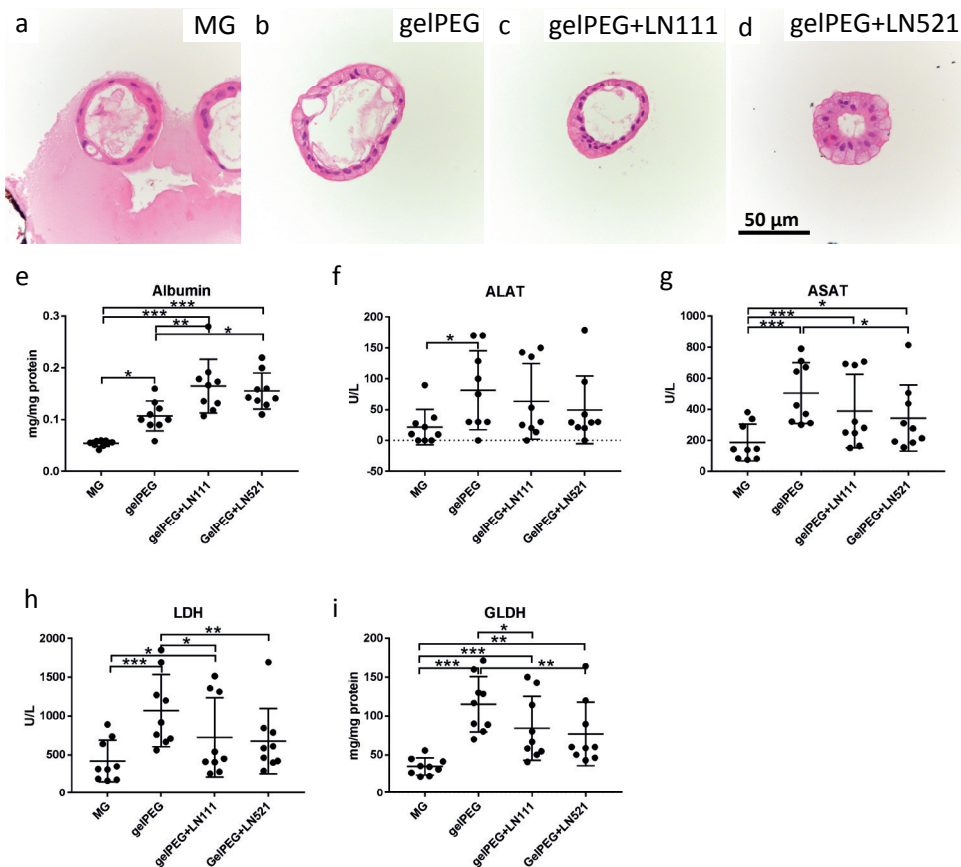 a MG b gelPEG c gelPEG+LN111 d gelPEG+LN521
50 µm
e Albumin
*** 
***
** *
*
0.3
0.2
0.1
0.0
mg/mg protein
MG gelPEG gelPEG+LN111 GelPEG+LN521
f ALAT
*
200
150
100
50
0
-50
U/L
MG gelPEG gelPEG+LN111 GelPEG+LN521
g ASAT
*
***
*** *
1000
800
600
400
200
0
U/L
MG gelPEG gelPEG+LN111 GelPEG+LN521
h LDH
**
* *
***
2000
1500
1000
500
0
U/L
MG gelPEG gelPEG+LN111 GelPEG+LN521
i GLDH
*
**
***
*** **
200
150
100
50
0
mg/mg protein
MG gelPEG gelPEG+LN111 GelPEG+LN521